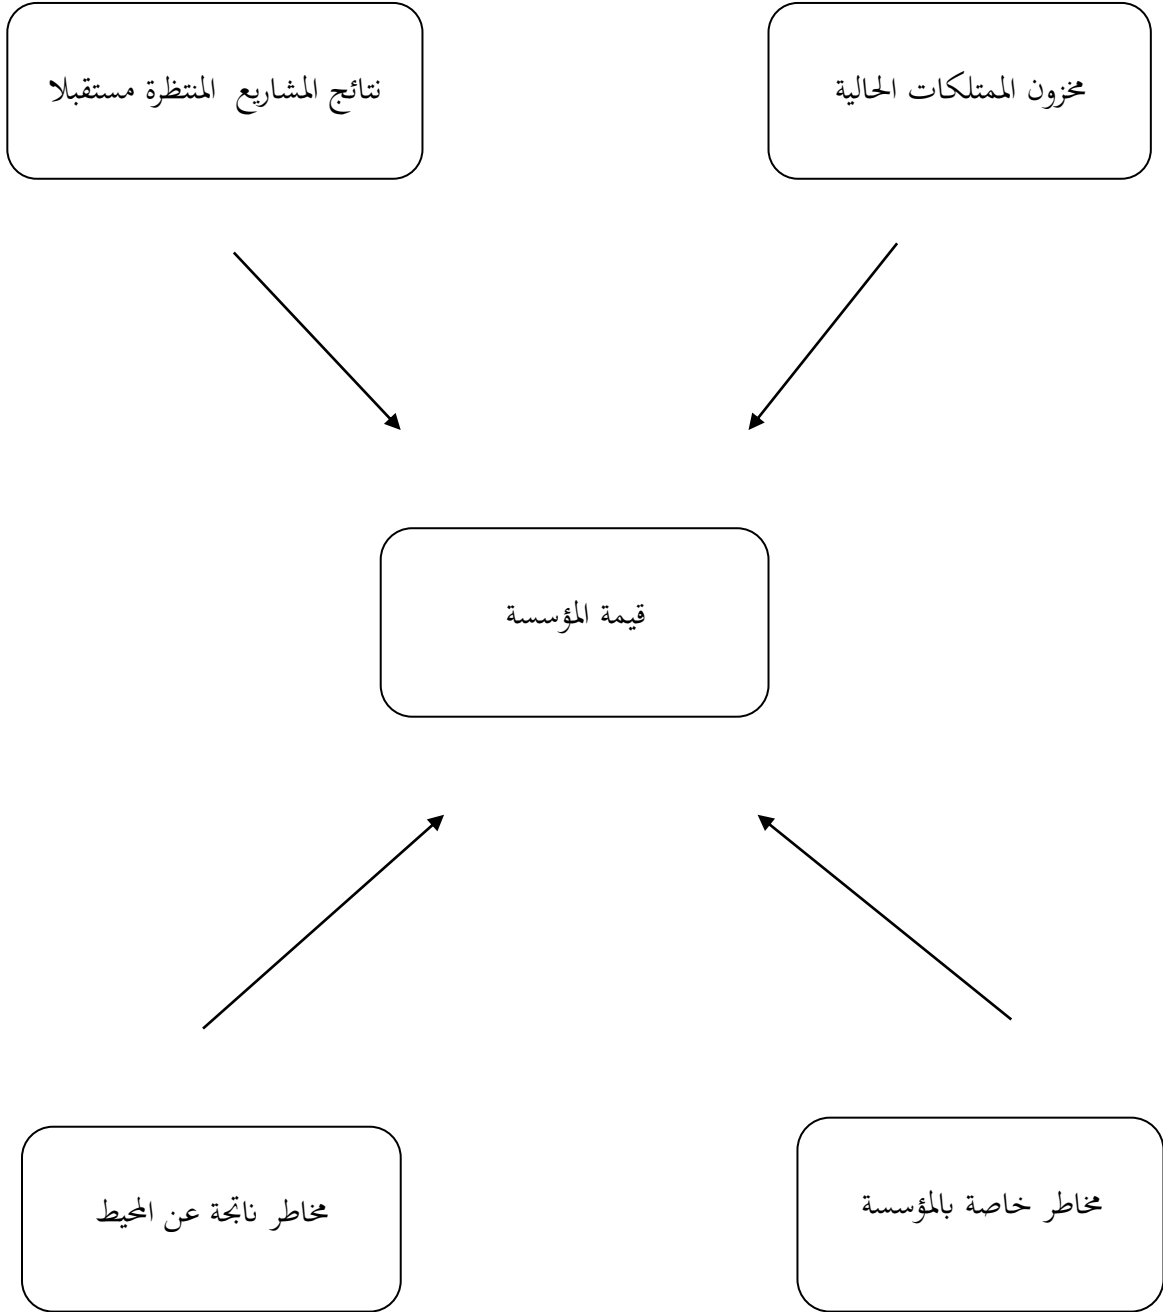 مخزون الممتلكات الحالية
نتائج المشاريع المنتظرة مستقبلا
قيمة المؤسسة
مخاطر خاصة بالمؤسسة
مخاطر ناتجة عن المحيط